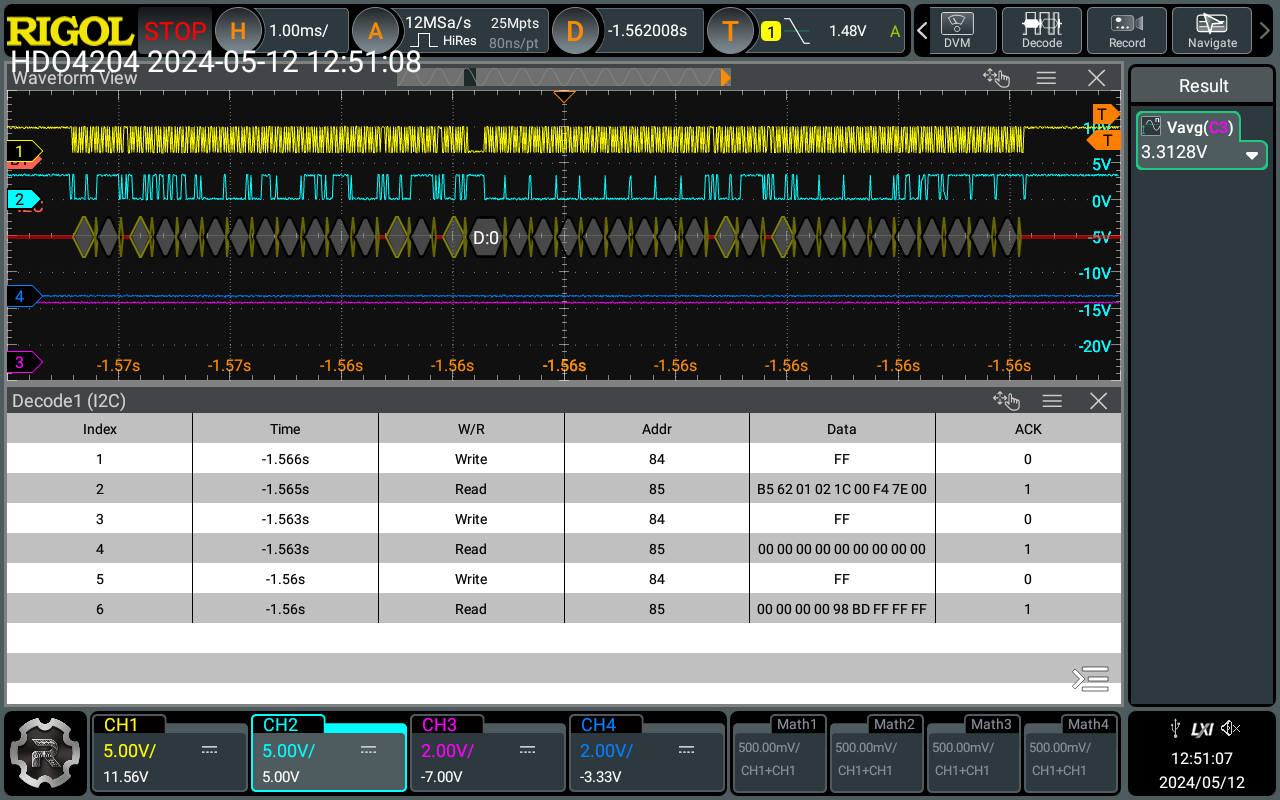 RIGOL STOP H 1.00ms/ A 12MSa/s HiRes 25Mpts 80ns/pt D -1.562008s T 1 1.48V A DVM Decode Record Navigate
HDO4204 2024-05-12 12:51:08
Waveform View
Result
Vavg(C3)
3.3128V
T
T
1
5V
2
0V
D:0
-5V
-10V
4
-15V
-20V
3
-1.57s -1.57s -1.56s -1.56s -1.56s -1.56s -1.56s -1.56s -1.56s
Decode1 (I2C)
Index Time W/R Addr Data ACK
1 -1.566s Write 84 FF 0
2 -1.565s Read 85 B5 62 01 02 1C 00 F4 7E 00 1
3 -1.563s Write 84 FF 0
4 -1.563s Read 85 00 00 00 00 00 00 00 00 00 1
5 -1.56s Write 84 FF 0
6 -1.56s Read 85 00 00 00 00 98 BD FF FF FF 1
CH1 CH2 CH3 CH4 Math1 Math2 Math3 Math4
5.00V/ 5.00V/ 2.00V/ 2.00V/ 500.00mV/ 500.00mV/ 500.00mV/ 500.00mV/
11.56V 5.00V -7.00V -3.33V CH1+CH1 CH1+CH1 CH1+CH1 CH1+CH1
LXI
12:51:07
2024/05/12